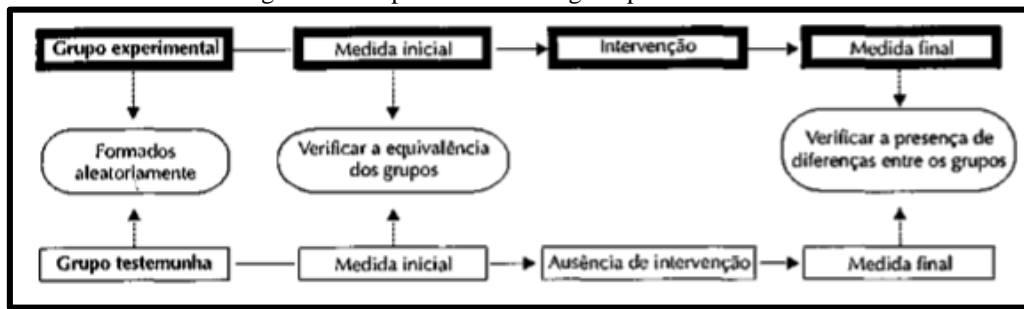 Grupo experimental
Medida inicial
Intervenção
Medida final
Formados
aleatoriamente
Verificar a equivalência
dos grupos
Verificar a presença de
diferenças entre os grupos
Grupo testemunha
Medida inicial
Ausência de intervenção
Medida final